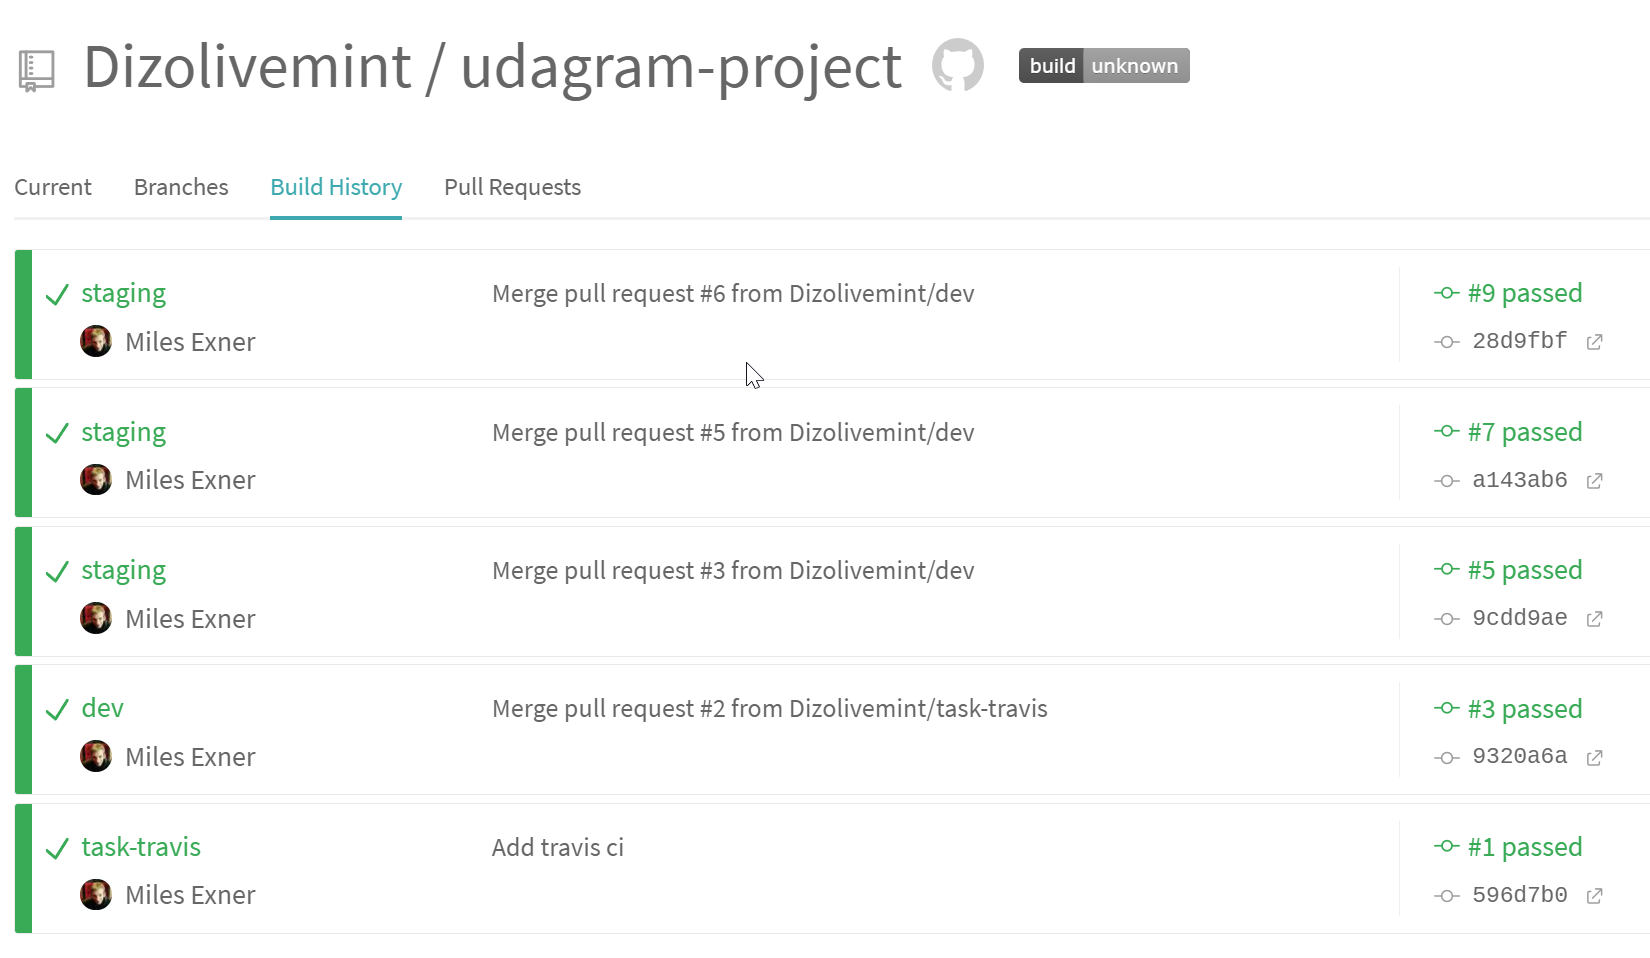 Dizolivemint / udagram-project build unknown
Current Branches Build History Pull Requests
staging Merge pull request #6 from Dizolivemint/dev #9 passed
Miles Exner 28d9fbf
staging Merge pull request #5 from Dizolivemint/dev #7 passed
Miles Exner a143ab6
staging Merge pull request #3 from Dizolivemint/dev #5 passed
Miles Exner 9cdd9ae
dev Merge pull request #2 from Dizolivemint/task-travis #3 passed
Miles Exner 9320a6a
task-travis Add travis ci #1 passed
Miles Exner 596d7b0